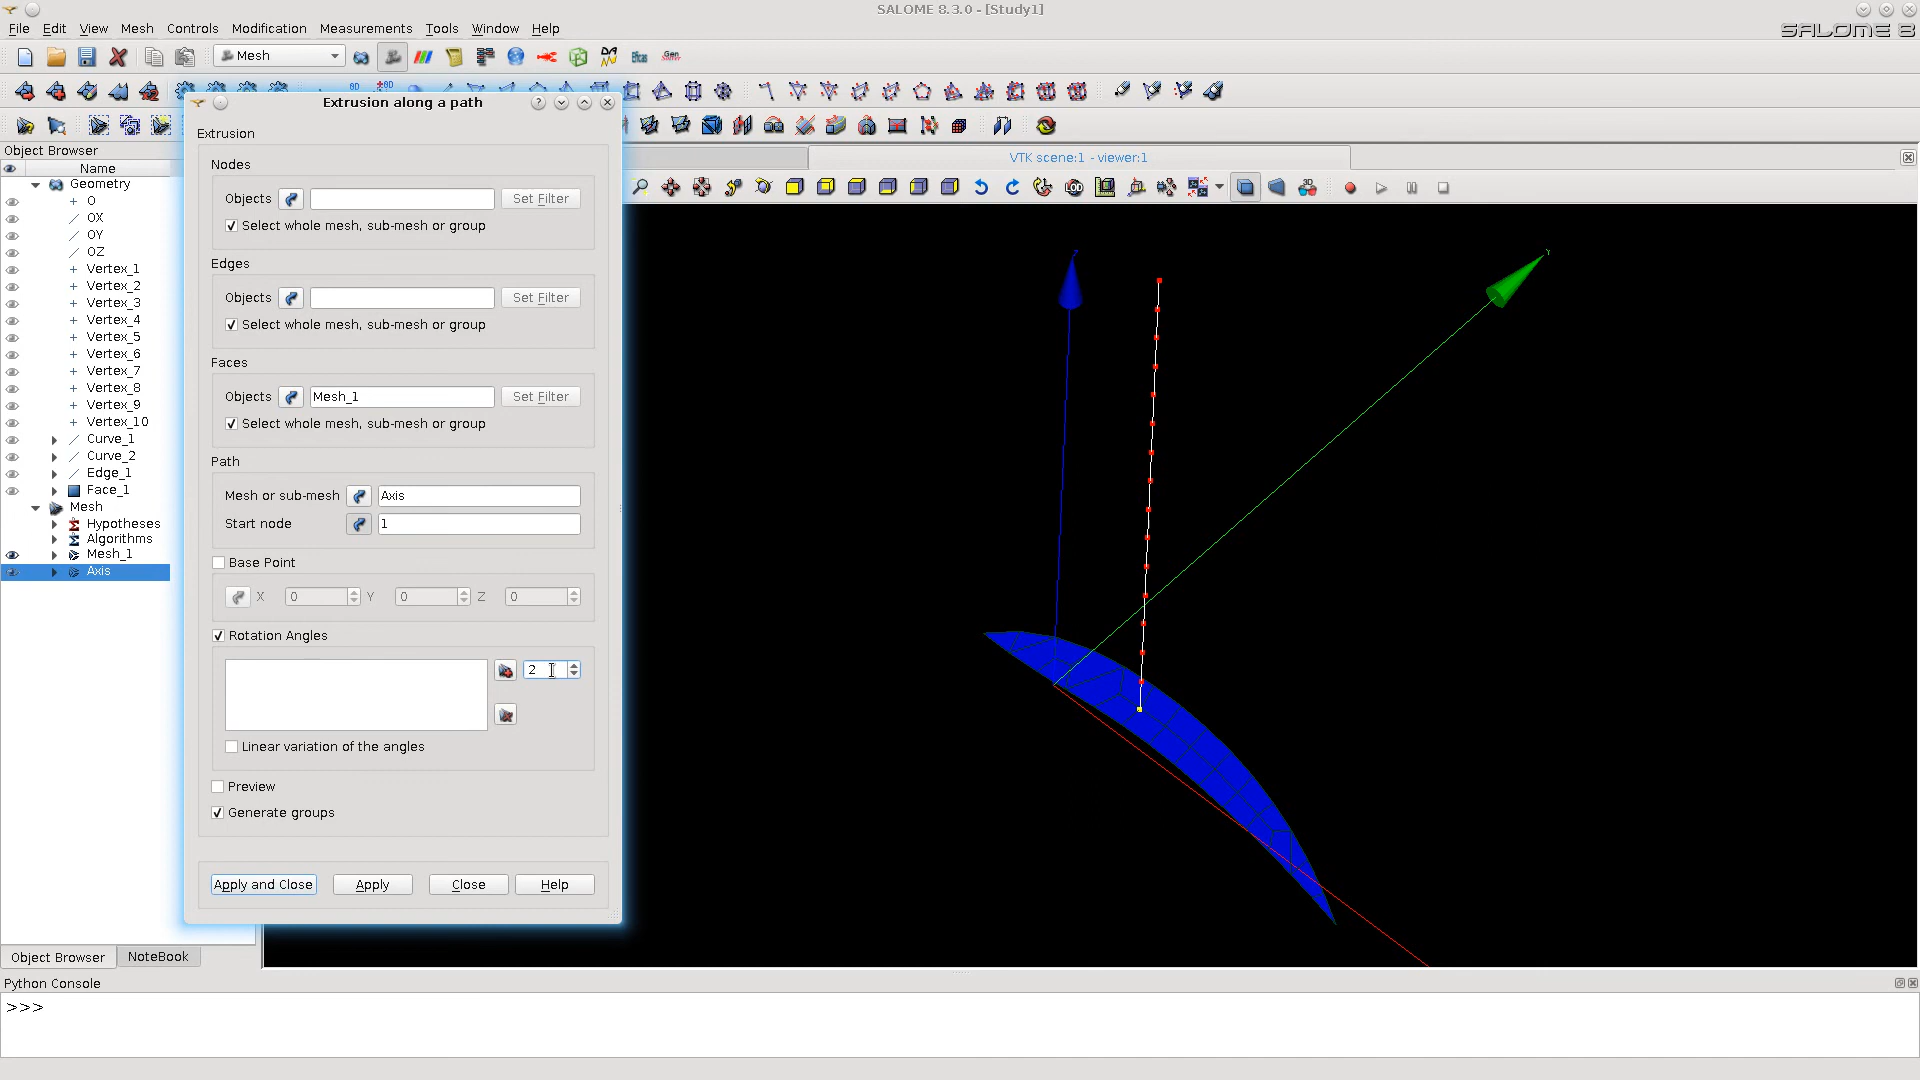 SALOME 8.3.0 - [Study1]
File Edit View Mesh Controls Modification Measurements Tools Window Help
SALOME 8
Mesh
Extrusion along a path
Object Browser
Name
Geometry
O
OX
OY
OZ
Vertex_1
Vertex_2
Vertex_3
Vertex_4
Vertex_5
Vertex_6
Vertex_7
Vertex_8
Vertex_9
Vertex_10
Curve_1
Curve_2
Edge_1
Face_1
Mesh
Hypotheses
Algorithms
Mesh_1
Axis
Extrusion
Nodes
Objects
Set Filter
Select whole mesh, sub-mesh or group
Edges
Objects
Set Filter
Select whole mesh, sub-mesh or group
Faces
Objects Mesh_1 Set Filter
Select whole mesh, sub-mesh or group
Path
Mesh or sub-mesh Axis
Start node 1
Base Point
X 0 Y 0 Z 0
Rotation Angles
2
Linear variation of the angles
Preview
Generate groups
Apply and Close Apply Close Help
VTK scene:1 - viewer:1
LOD
Z
Y
Object Browser NoteBook
Python Console
>>>